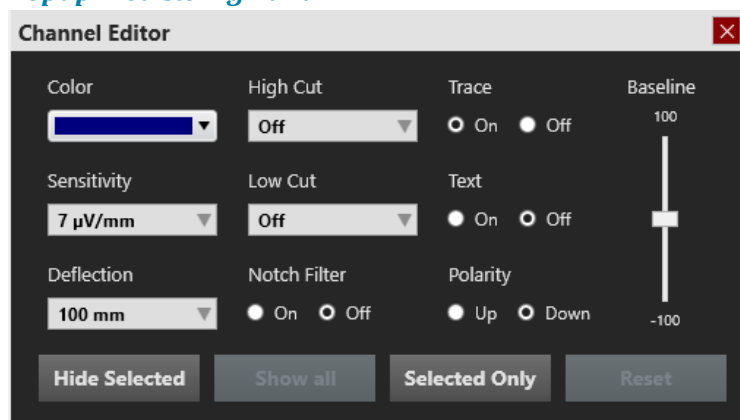 Channel Editor
Color High Cut Trace Baseline
Off On Off 100
Sensitivity Low Cut Text
7 µV/mm Off On Off
Deflection Notch Filter Polarity
100 mm On Off Up Down -100
Hide Selected Show all Selected Only Reset